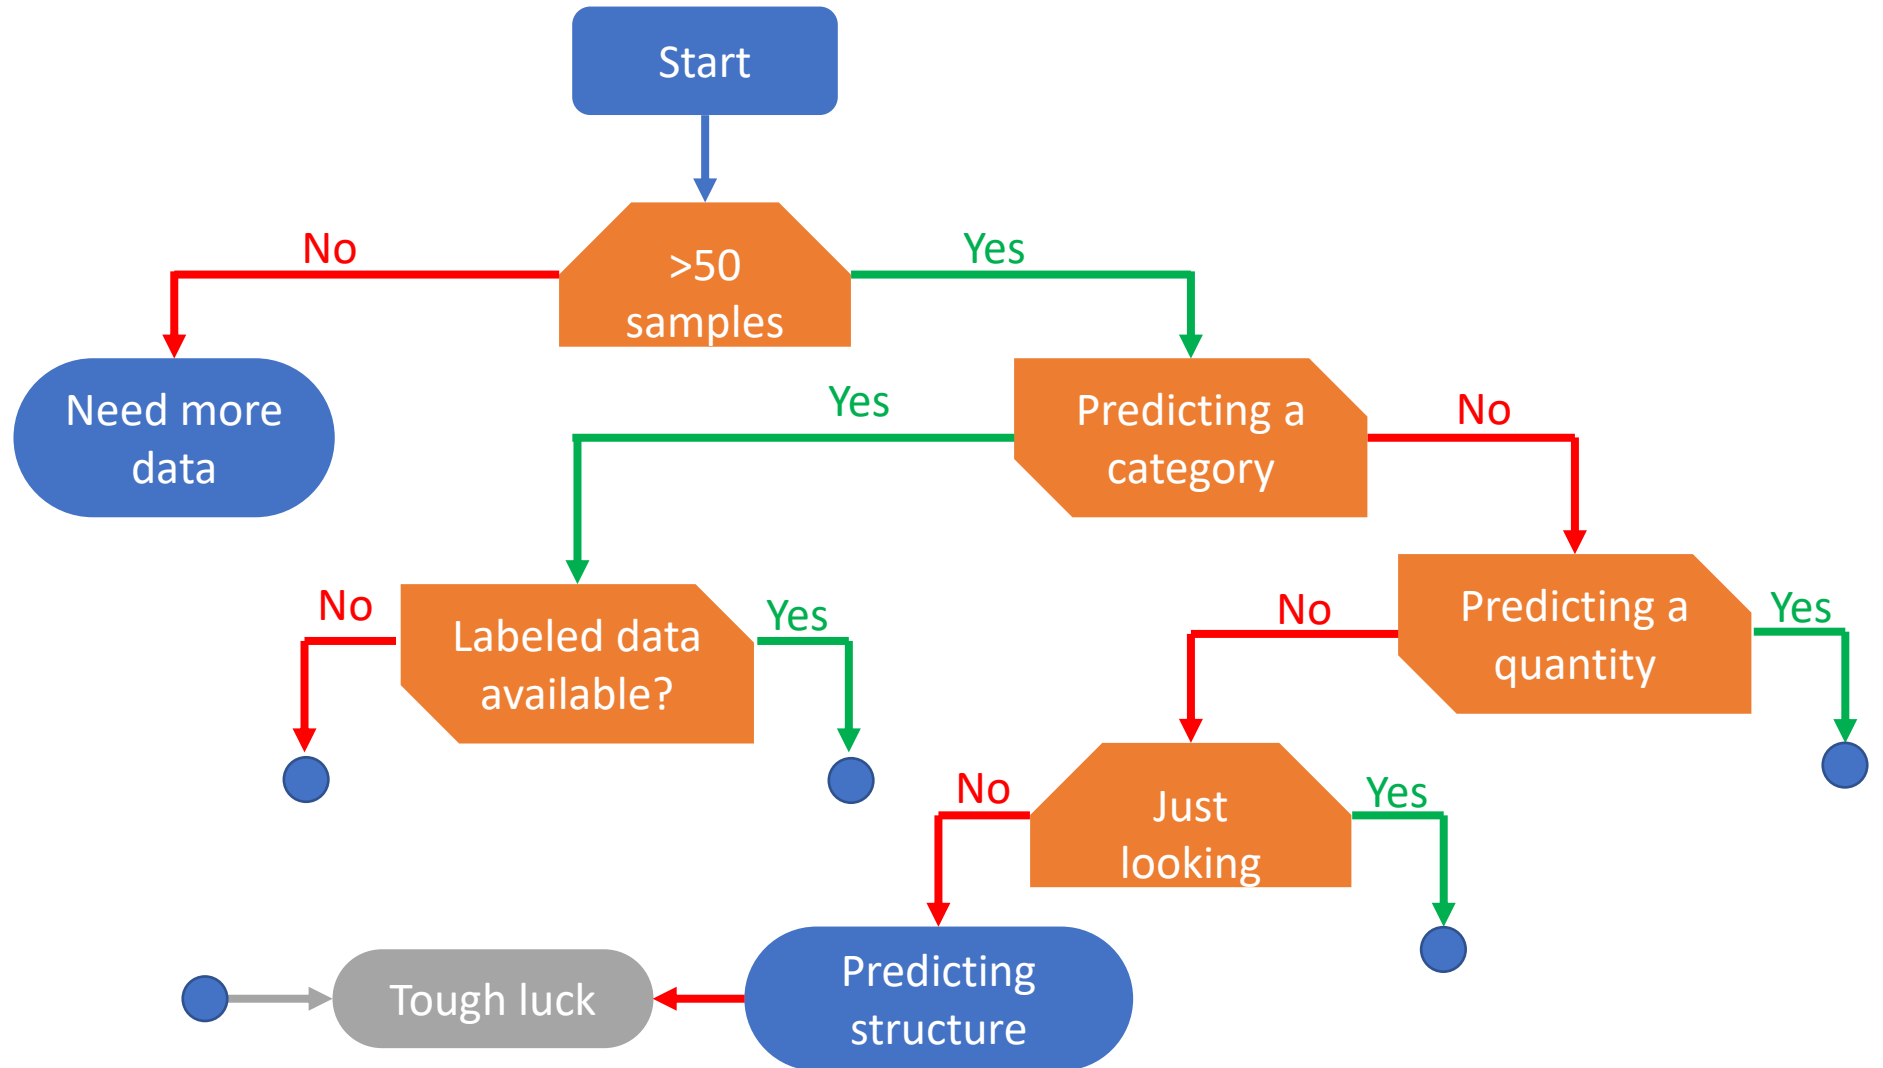 Start
No
Yes
>50
samples
Need more
data
Yes
Predicting a
category
No
No
Labeled data
available?
Yes
No
Predicting a
quantity
Yes
No
Just
looking
Yes
Tough luck
Predicting
structure